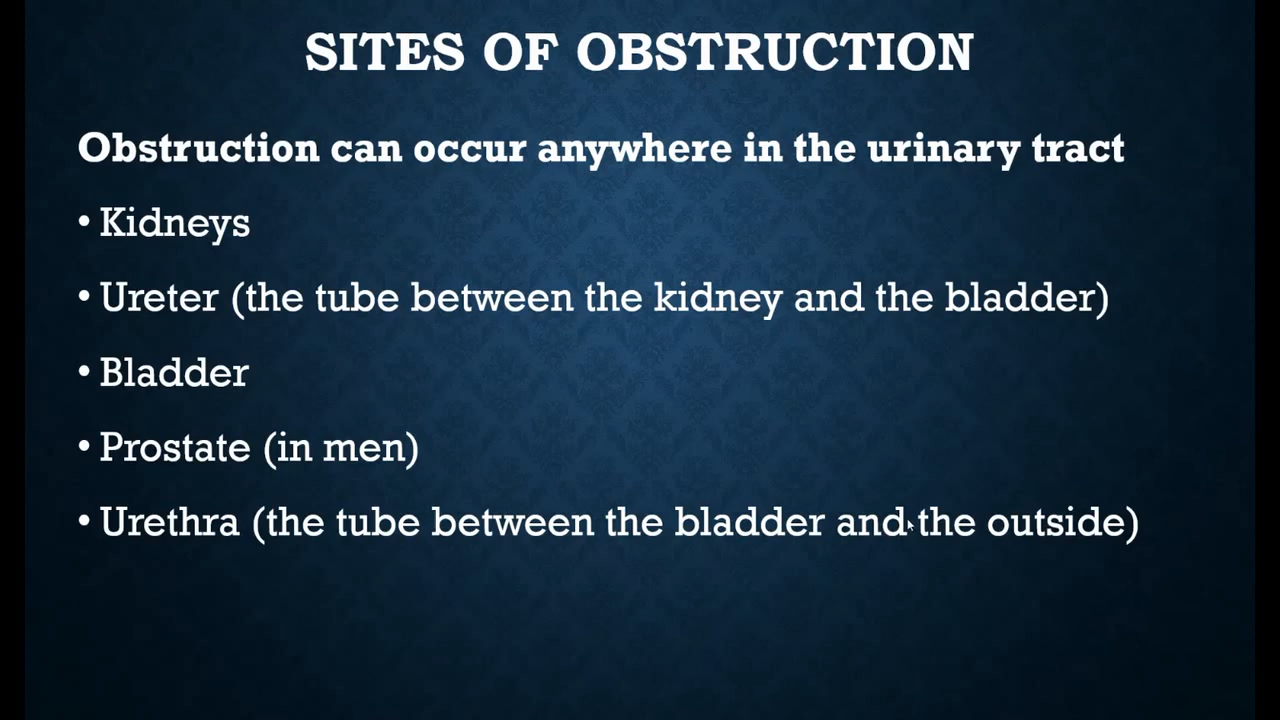 SITES OF OBSTRUCTION
Obstruction can occur anywhere in the urinary tract
• Kidneys
• Ureter (the tube between the kidney and the bladder)
• Bladder
• Prostate (in men)
• Urethra (the tube between the bladder and the outside)